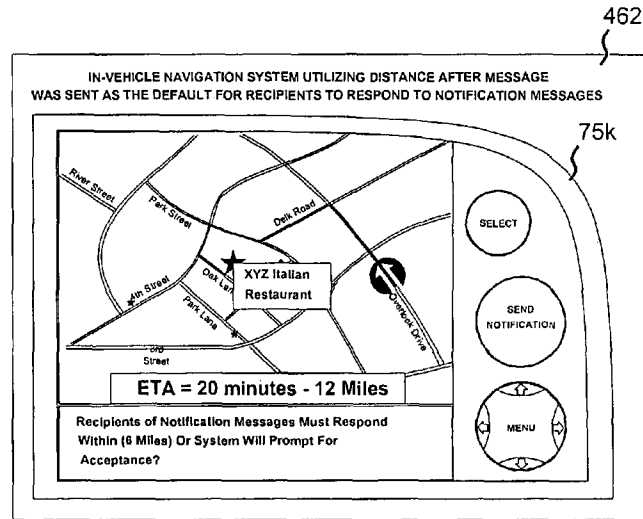 462
IN-VEHICLE NAVIGATION SYSTEM UTILIZING DISTANCE AFTER MESSAGE
WAS SENT AS THE DEFAULT FOR RECIPIENTS TO RESPOND TO NOTIFICATION MESSAGES
75k
River Street
Park Street
Delk Road
SELECT
XYZ Italian
Restaurant
Oak
4th Street
Park Lane
Overlook Drive
SEND
NOTIFICATION
Street
ETA = 20 minutes - 12 Miles
MENU
Recipients of Notification Messages Must Respond
Within (6 Miles) Or System Will Prompt For
Acceptance?